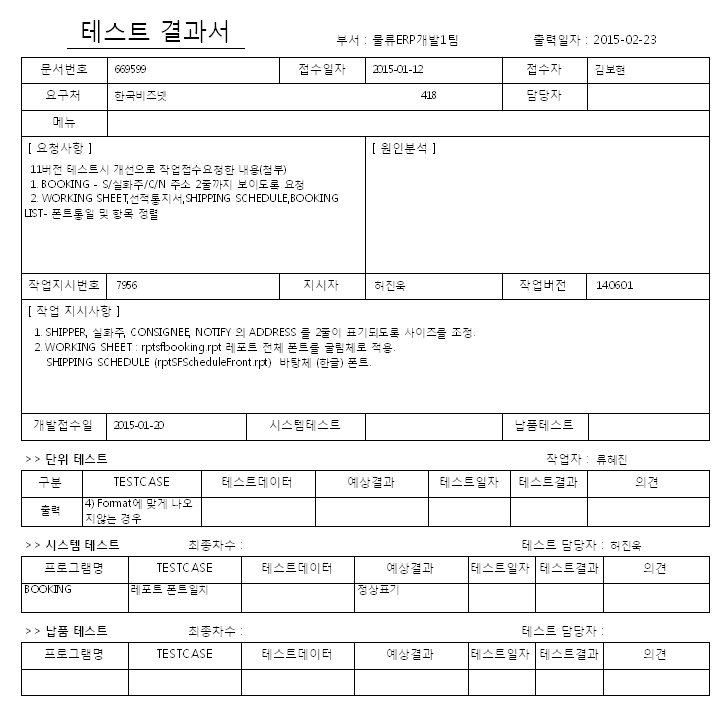 테스트 결과서
부서 : 물류ERP개발1팀 출력일자 : 2015-02-23
문서번호 669599 접수일자 2015-01-12 접수자 김보현
요구처 한국비즈넷 418 담당자
메뉴
[ 요청사항 ] [ 원인분석 ]
11버전 테스트시 개선으로 작업접수요청한 내용(첨부)
1. BOOKING - S/실화주/C/N 주소 2줄까지 보이도록 요청
2. WORKING SHEET,선적통지서,SHIPPING SCHEDULE,BOOKING
LIST- 폰트통일 및 항목 정렬
작업지시번호 7956 지시자 허진욱 작업버전 140601
[ 작업 지시사항 ]
1. SHIPPER, 실화주, CONSIGNEE, NOTIFY 의 ADDRESS 를 2줄이 표기되도록 사이즈를 조정.
2. WORKING SHEET : rptsfbooking.rpt 레포트 전체 폰트를 굴림체로 적용.
SHIPPING SCHEDULE (rptSFScheduleFront.rpt) 바탕체 (한글) 폰트.
개발접수일 2015-01-20 시스템테스트 납품테스트
>> 단위 테스트 작업자 : 류혜진
구분 TESTCASE 테스트데이터 예상결과 테스트일자 테스트결과 의견
출력 4) Format에 맞게 나오
지않는 경우
>> 시스템 테스트 최종차수 : 테스트 담당자 : 허진욱
프로그램명 TESTCASE 테스트데이터 예상결과 테스트일자 테스트결과 의견
BOOKING 레포트 폰트일치 정상표기
>> 납품 테스트 최종차수 : 테스트 담당자 :
프로그램명 TESTCASE 테스트데이터 예상결과 테스트일자 테스트결과 의견